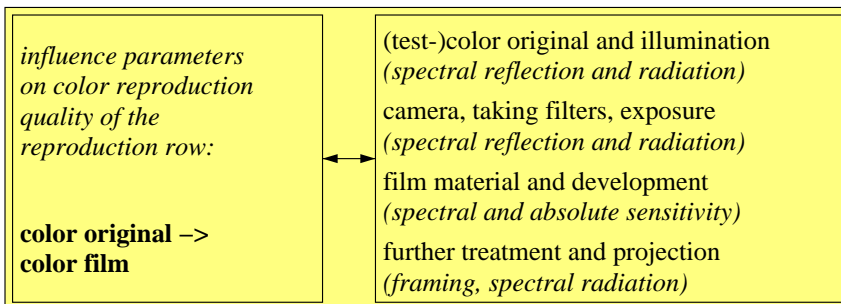 influence parameters
on color reproduction
quality of the
reproduction row:
color original −>
color film
(test-)color original and illumination
(spectral reflection and radiation)
camera, taking filters, exposure
(spectral reflection and radiation)
film material and development
(spectral and absolute sensitivity)
further treatment and projection
(framing, spectral radiation)